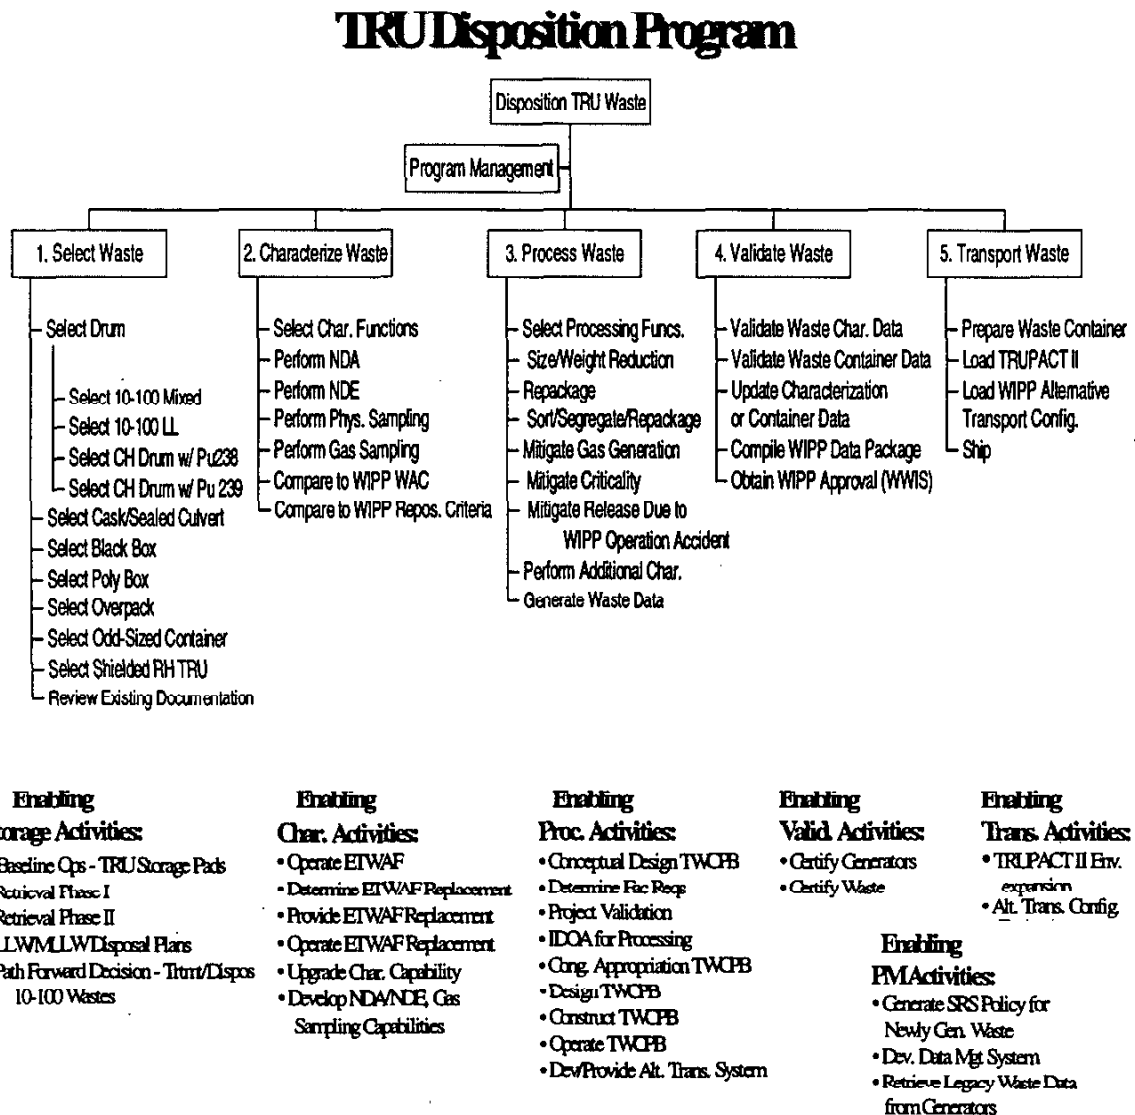 TRU Disposition Program
Disposition TRU Waste
Program Management
1. Select Waste
Select Drum
Select 10-100 Mixed
Select 10-100 LL
Select CH Drum w/ Pu238
Select CH Drum w/ Pu 239
Select Cask/Sealed Culvert
Select Black Box
Select Poly Box
Select Overpack
Select Odd-Sized Container
Select Shielded RH TRU
Review Existing Documentation
2. Characterize Waste
Select Char. Functions
Perform NDA
Perform NDE
Perform Phys. Sampling
Perform Gas Sampling
Compare to WIPP WAC
Compare to WIPP Repos. Criteria
3. Process Waste
Select Processing Funcs.
Size/Weight Reduction
Repackage
Sort/Segregate/Repackage
Mitigate Gas Generation
Mitigate Criticality
Mitigate Release Due to
WIPP Operation Accident
Perform Additional Char.
Generate Waste Data
4. Validate Waste
Validate Waste Char. Data
Validate Waste Container Data
Update Characterization
or Container Data
Compile WIPP Data Package
Obtain WIPP Approval (WWIS)
5. Transport Waste
Prepare Waste Container
Load TRUPACT II
Load WIPP Alternative
Transport Config.
Ship
Enabling
torage Activities:
Baseline Ops - TRU Storage Pads
Retrieval Phase I
Retrieval Phase II
LLW/MLLW Disposal Plans
Path Forward Decision - Trtmt/Dispos
10-100 Wastes
Enabling
Char. Activities:
• Operate ETWAF
• Determine ETWAF Replacement
• Provide ETWAF Replacement
• Operate ETWAF Replacement
• Upgrade Char. Capability
• Develop NDA/NDE, Gas
Sampling Capabilities
Enabling
Proc. Activities:
• Conceptual Design TWCPB
• Determine Fac Reqs
• Project Validation
• IDOA for Processing
• Cong. Appropriation TWCPB
• Design TWCPB
• Construct TWCPB
• Operate TWCPB
• Dev/Provide Alt. Trans. System
Enabling
Valid. Activities:
• Certify Generators
• Certify Waste
Enabling
Trans. Activities:
• TRUPACT II Env.
expansion
• Alt. Trans. Config.
Enabling
PM Activities:
• Generate SRS Policy for
Newly Gen. Waste
• Dev. Data Mgt System
• Retrieve Legacy Waste Data
from Generators